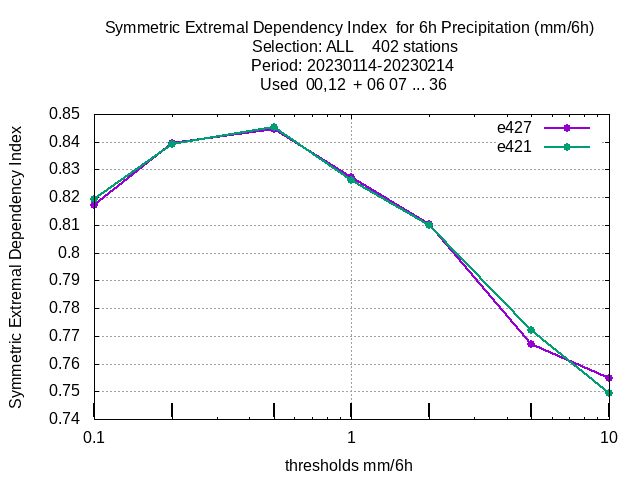 Symmetric Extremal Dependency Index  for 6h Precipitation (mm/6h)
Selection: ALL    402 stations
Period: 20230114-20230214
Used  00,12  + 06 07 ... 36
e427
e421
0.85
0.84
0.83
0.82
0.81
0.8
0.79
0.78
0.77
0.76
0.75
0.74
Symmetric Extremal Dependency Index
0.1
1
10
thresholds mm/6h